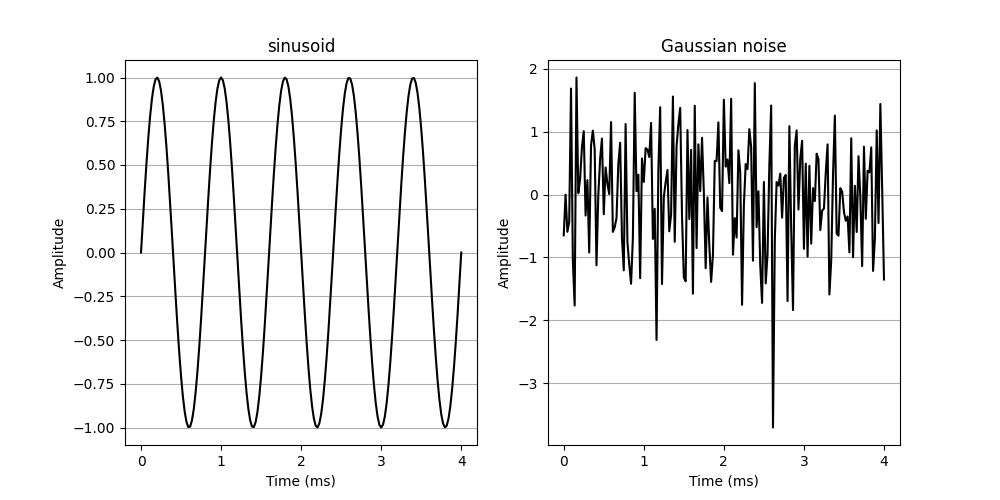 sinusoid
1.00
0.75
0.50
0.25
0.00
−0.25
−0.50
−0.75
−1.00
Amplitude
0 1 2 3 4
Time (ms)
Gaussian noise
2
1
0
−1
−2
−3
Amplitude
0 1 2 3 4
Time (ms)